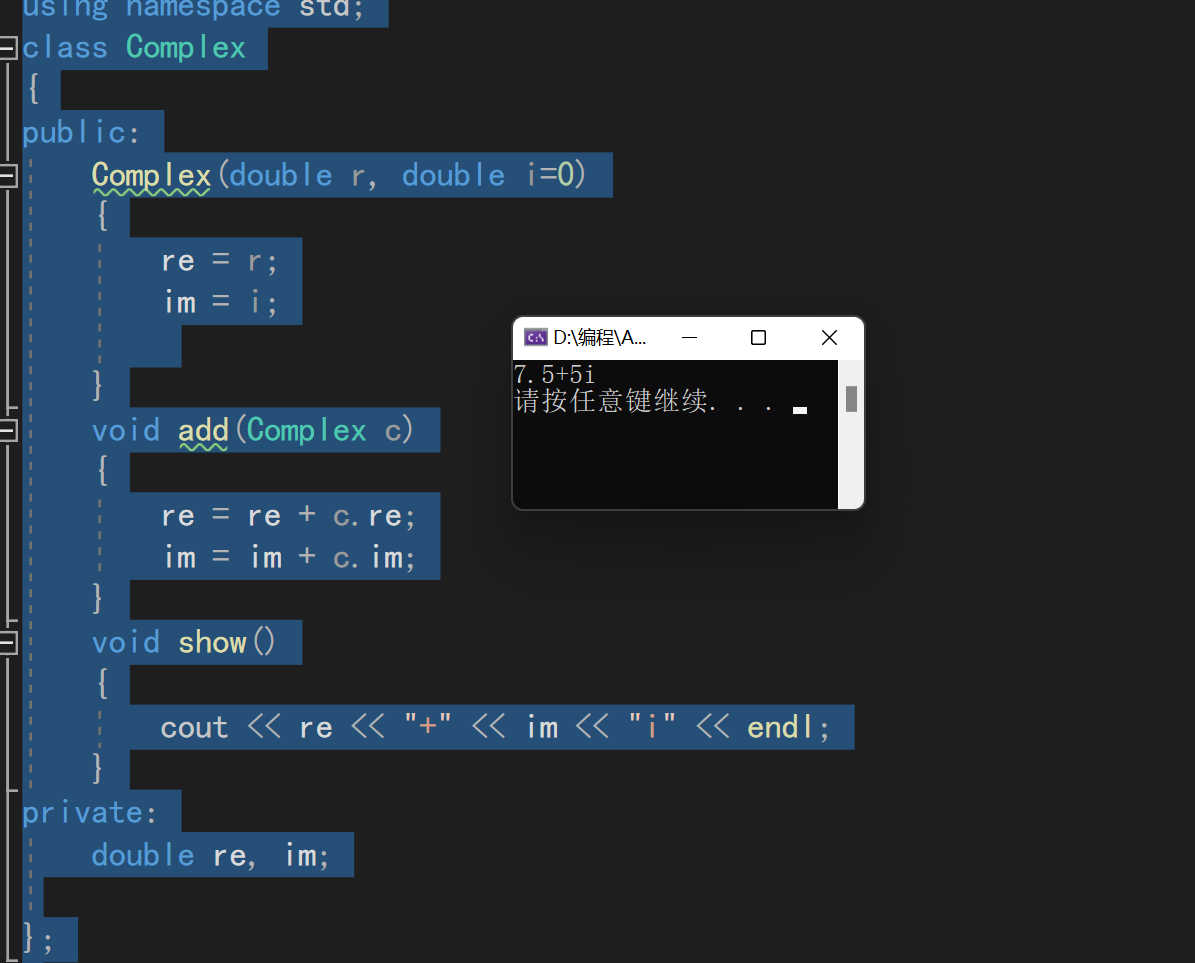 using namespace std;
class Complex
{
public:
Complex(double r, double i=0)
{
re = r;
im = i;
}
void add(Complex c)
{
re = re + c.re;
im = im + c.im;
}
void show()
{
cout << re << "+" << im << "i" << endl;
}
private:
double re, im;
};
D:\编程\A...
7.5+5i
请按任意键继续. . .